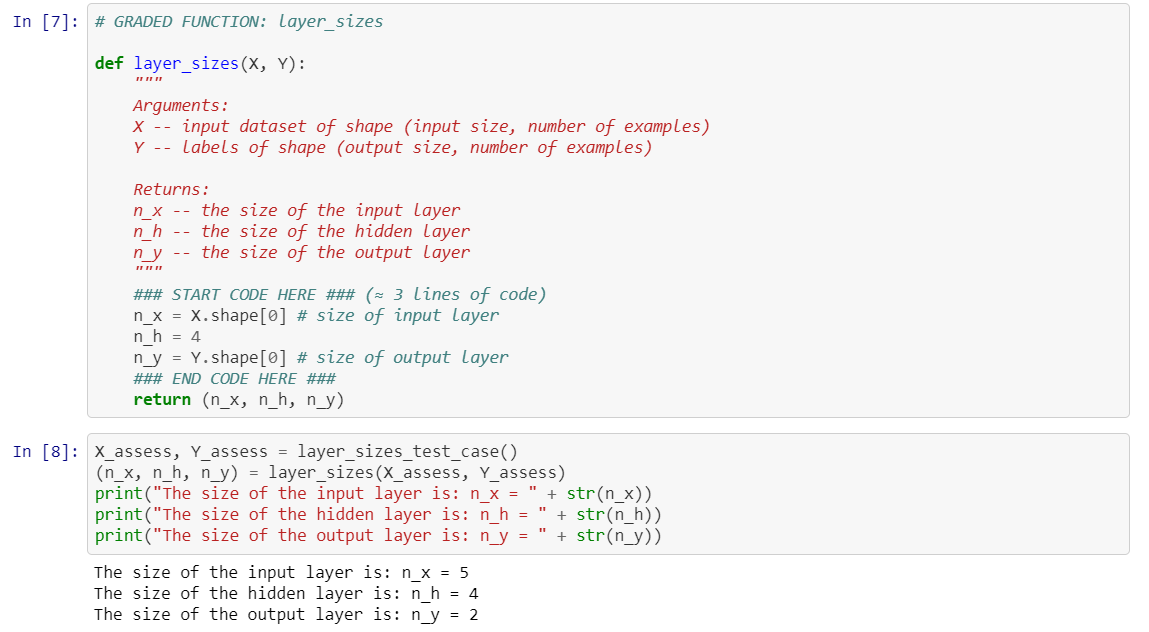 In [7]: # GRADED FUNCTION: layer_sizes
def layer_sizes(X, Y):
"""
Arguments:
X -- input dataset of shape (input size, number of examples)
Y -- labels of shape (output size, number of examples)
Returns:
n_x -- the size of the input layer
n_h -- the size of the hidden layer
n_y -- the size of the output layer
"""
### START CODE HERE ### (≈ 3 lines of code)
n_x = X.shape[0] # size of input layer
n_h = 4
n_y = Y.shape[0] # size of output layer
### END CODE HERE ###
return (n_x, n_h, n_y)
In [8]: X_assess, Y_assess = layer_sizes_test_case()
(n_x, n_h, n_y) = layer_sizes(X_assess, Y_assess)
print("The size of the input layer is: n_x = " + str(n_x))
print("The size of the hidden layer is: n_h = " + str(n_h))
print("The size of the output layer is: n_y = " + str(n_y))
The size of the input layer is: n_x = 5
The size of the hidden layer is: n_h = 4
The size of the output layer is: n_y = 2